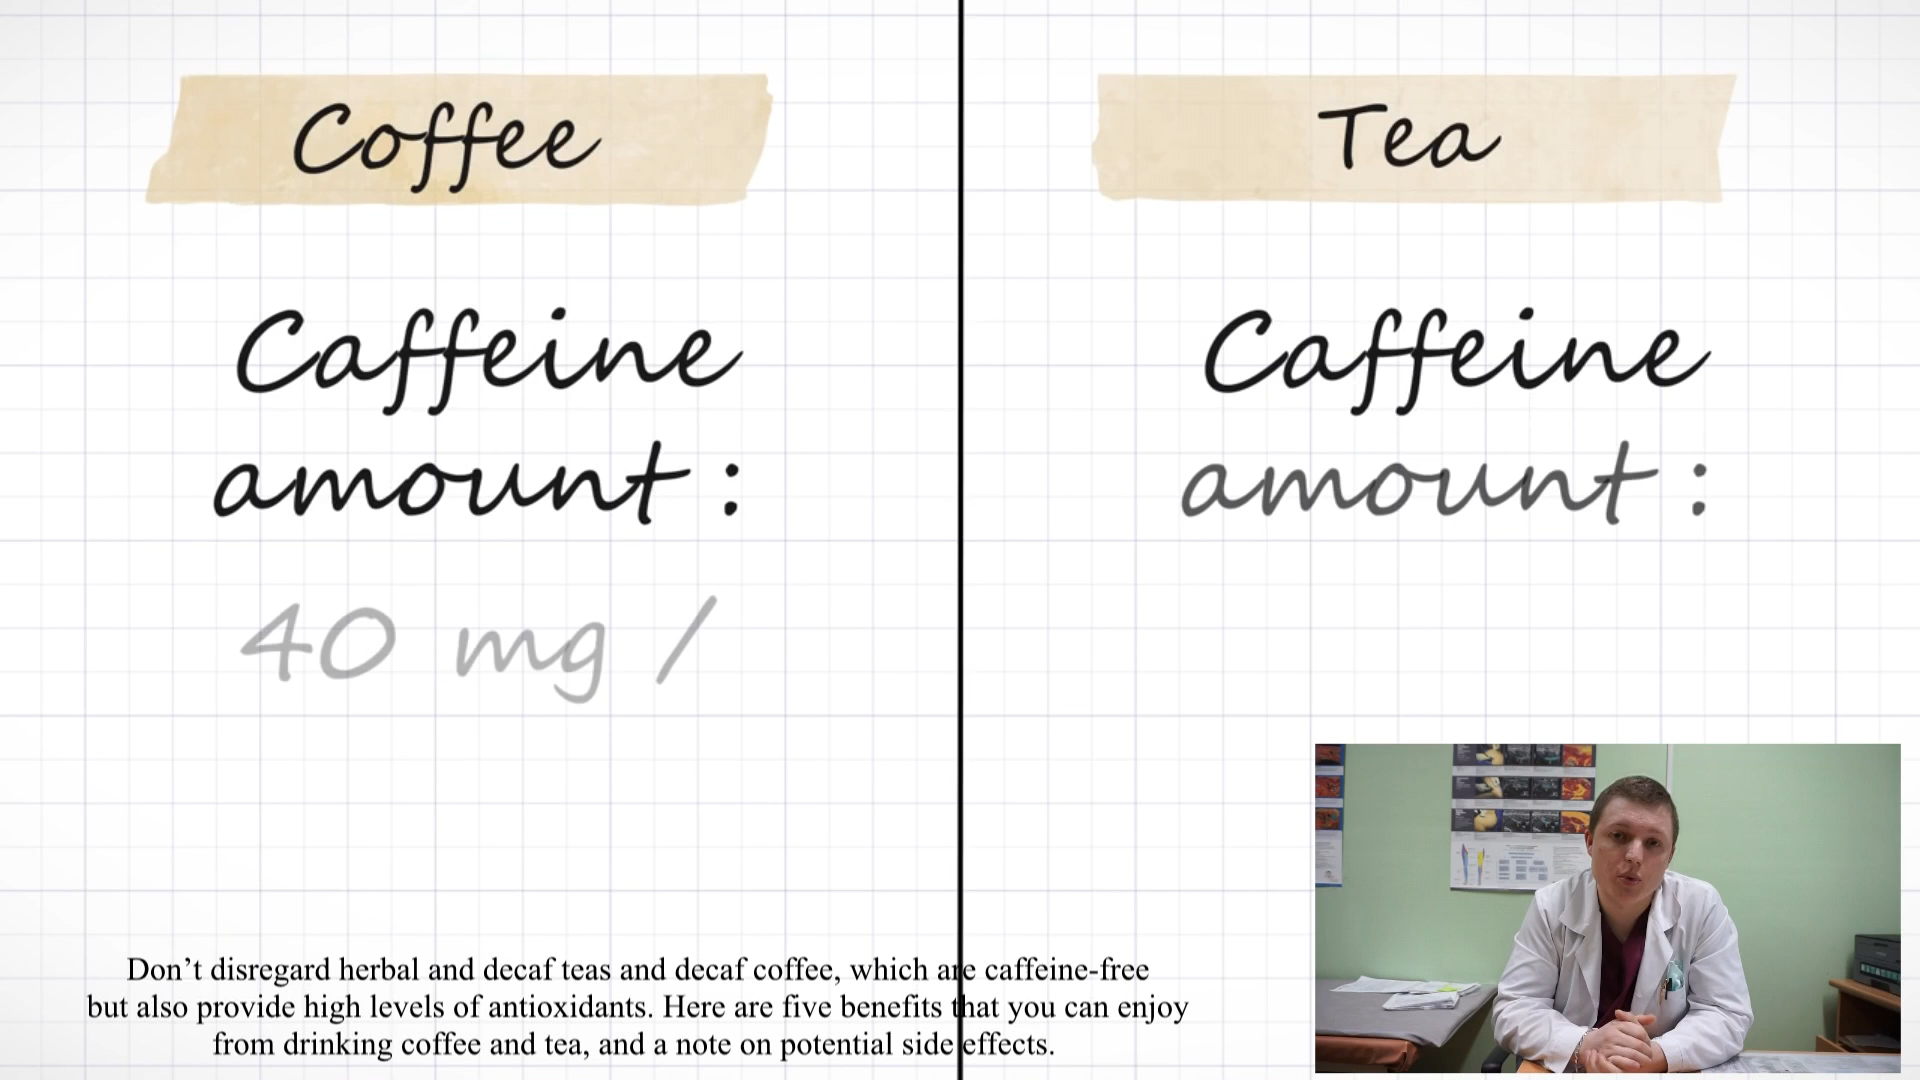 Coffee
Caffeine
amount :
40 mg /
Tea
Caffeine
amount :
Don’t disregard herbal and decaf teas and decaf coffee, which are caffeine-free
but also provide high levels of antioxidants. Here are five benefits that you can enjoy
from drinking coffee and tea, and a note on potential side effects.